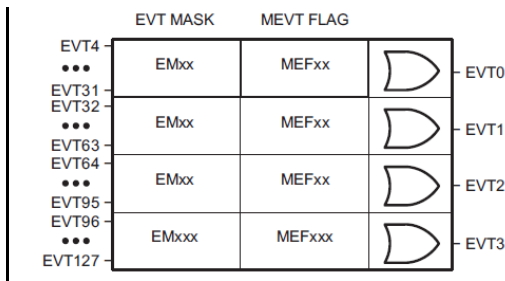 EVT MASK MEVT FLAG
EVT4
●●●
EVT31
EMxx MEFxx EVT0
EVT32
●●●
EVT63
EMxx MEFxx EVT1
EVT64
●●●
EVT95
EMxx MEFxx EVT2
EVT96
●●●
EVT127
EMxxx MEFxxx EVT3